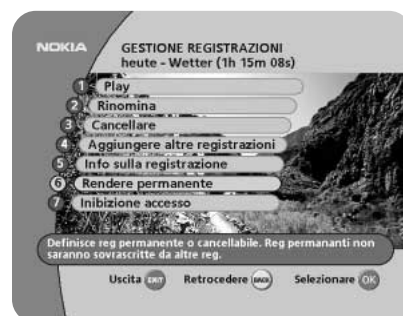 NOKIA
GESTIONE REGISTRAZIONI
heute - Wetter (1h 15m 08s)
1 Play
2 Rinomina
3 Cancellare
4 Aggiungere altre registrazioni
5 Info sulla registrazione
6 Rendere permanente
7 Inibizione accesso
Definisce reg permanente o cancellabile. Reg permananti non
saranno sovrascritte da altre reg.
Uscita EXIT Retrocedere BACK Selezionare OK